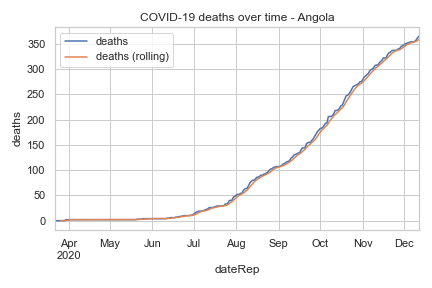 COVID-19 deaths over time - Angola
deaths
deaths (rolling)
350
300
250
200
150
100
50
0
deaths
Apr May Jun Jul Aug Sep Oct Nov Dec
2020
dateRep